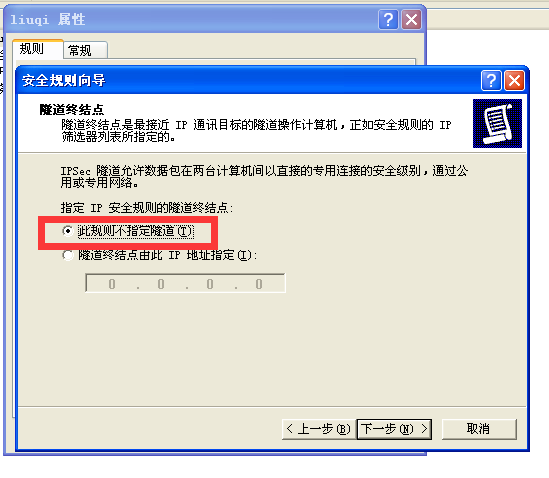 liuqi 属性
规则
常规
安全规则向导
隧道终结点
隧道终结点是最接近 IP 通讯目标的隧道操作计算机,正如安全规则的 IP
筛选器列表所指定的。
IPSec 隧道允许数据包在两台计算机间以直接的专用连接的安全级别,通过公
用或专用网络。
指定 IP 安全规则的隧道终结点:
此规则不指定隧道(T)
隧道终结点由此 IP 地址指定(I):
0 . 0 . 0 . 0
< 上一步(B)
下一步(N) >
取消